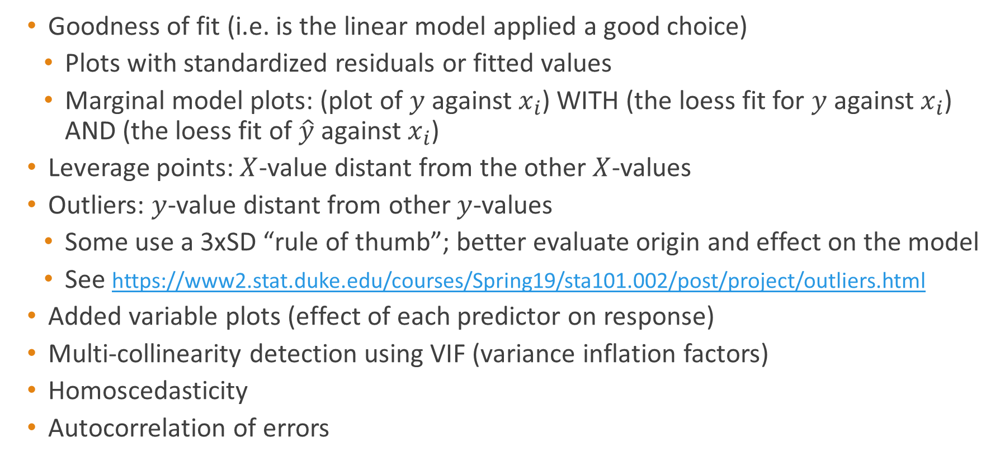 • Goodness of fit (i.e. is the linear model applied a good choice)
• Plots with standardized residuals or fitted values
• Marginal model plots: (plot of y against xᵢ) WITH (the loess fit for y against xᵢ)
AND (the loess fit of ŷ against xᵢ)
• Leverage points: X-value distant from the other X-values
• Outliers: y-value distant from other y-values
• Some use a 3xSD “rule of thumb”; better evaluate origin and effect on the model
• See https://www2.stat.duke.edu/courses/Spring19/sta101.002/post/project/outliers.html
• Added variable plots (effect of each predictor on response)
• Multi-collinearity detection using VIF (variance inflation factors)
• Homoscedasticity
• Autocorrelation of errors